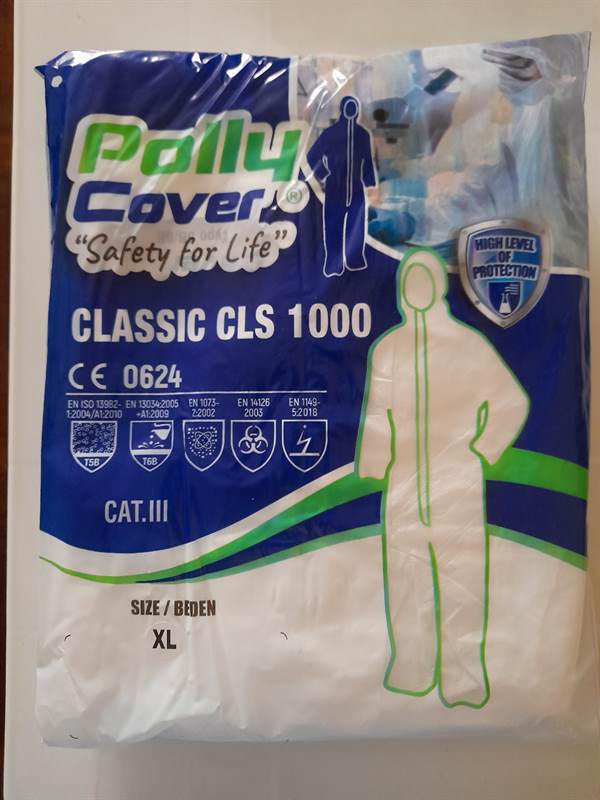 Polly
Cover®
"Safety for Life"
HIGH LEVEL
OF
PROTECTION
CLASSIC CLS 1000
CE 0624
EN ISO 13982-
1:2004/A1:2010
EN 13034:2005
+A1:2009
EN 1073-
2:2002
EN 14126
2003
EN 1149-
5:2018
T5B
T6B
CAT.III
SIZE / BEDEN
XL